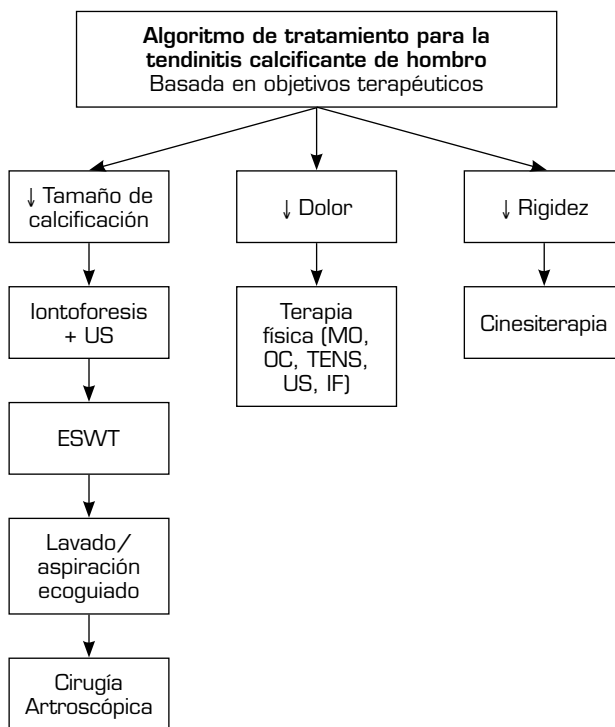 Algoritmo de tratamiento para la
tendinitis calcificante de hombro
Basada en objetivos terapéuticos
↓ Tamaño de
calcificación
↓ Dolor
↓ Rigidez
Iontoforesis
+ US
Terapia
física (MO,
OC, TENS,
US, IF)
Cinesiterapia
ESWT
Lavado/
aspiración
ecoguiado
Cirugía
Artroscópica